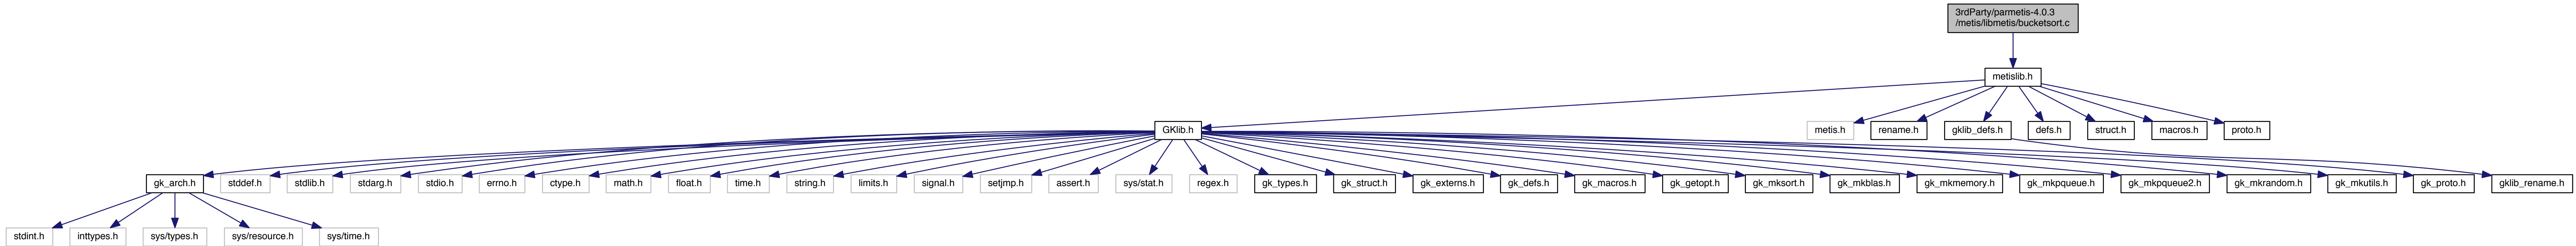 3rdParty/parmetis-4.0.3
/metis/libmetis/bucketsort.c
metislib.h
GKlib.h
metis.h
rename.h
gklib_defs.h
defs.h
struct.h
macros.h
proto.h
gk_arch.h
stddef.h
stdlib.h
stdarg.h
stdio.h
errno.h
ctype.h
math.h
float.h
time.h
string.h
limits.h
signal.h
setjmp.h
assert.h
sys/stat.h
regex.h
gk_types.h
gk_struct.h
gk_externs.h
gk_defs.h
gk_macros.h
gk_getopt.h
gk_mksort.h
gk_mkblas.h
gk_mkmemory.h
gk_mkpqueue.h
gk_mkpqueue2.h
gk_mkrandom.h
gk_mkutils.h
gk_proto.h
gklib_rename.h
stdint.h
inttypes.h
sys/types.h
sys/resource.h
sys/time.h